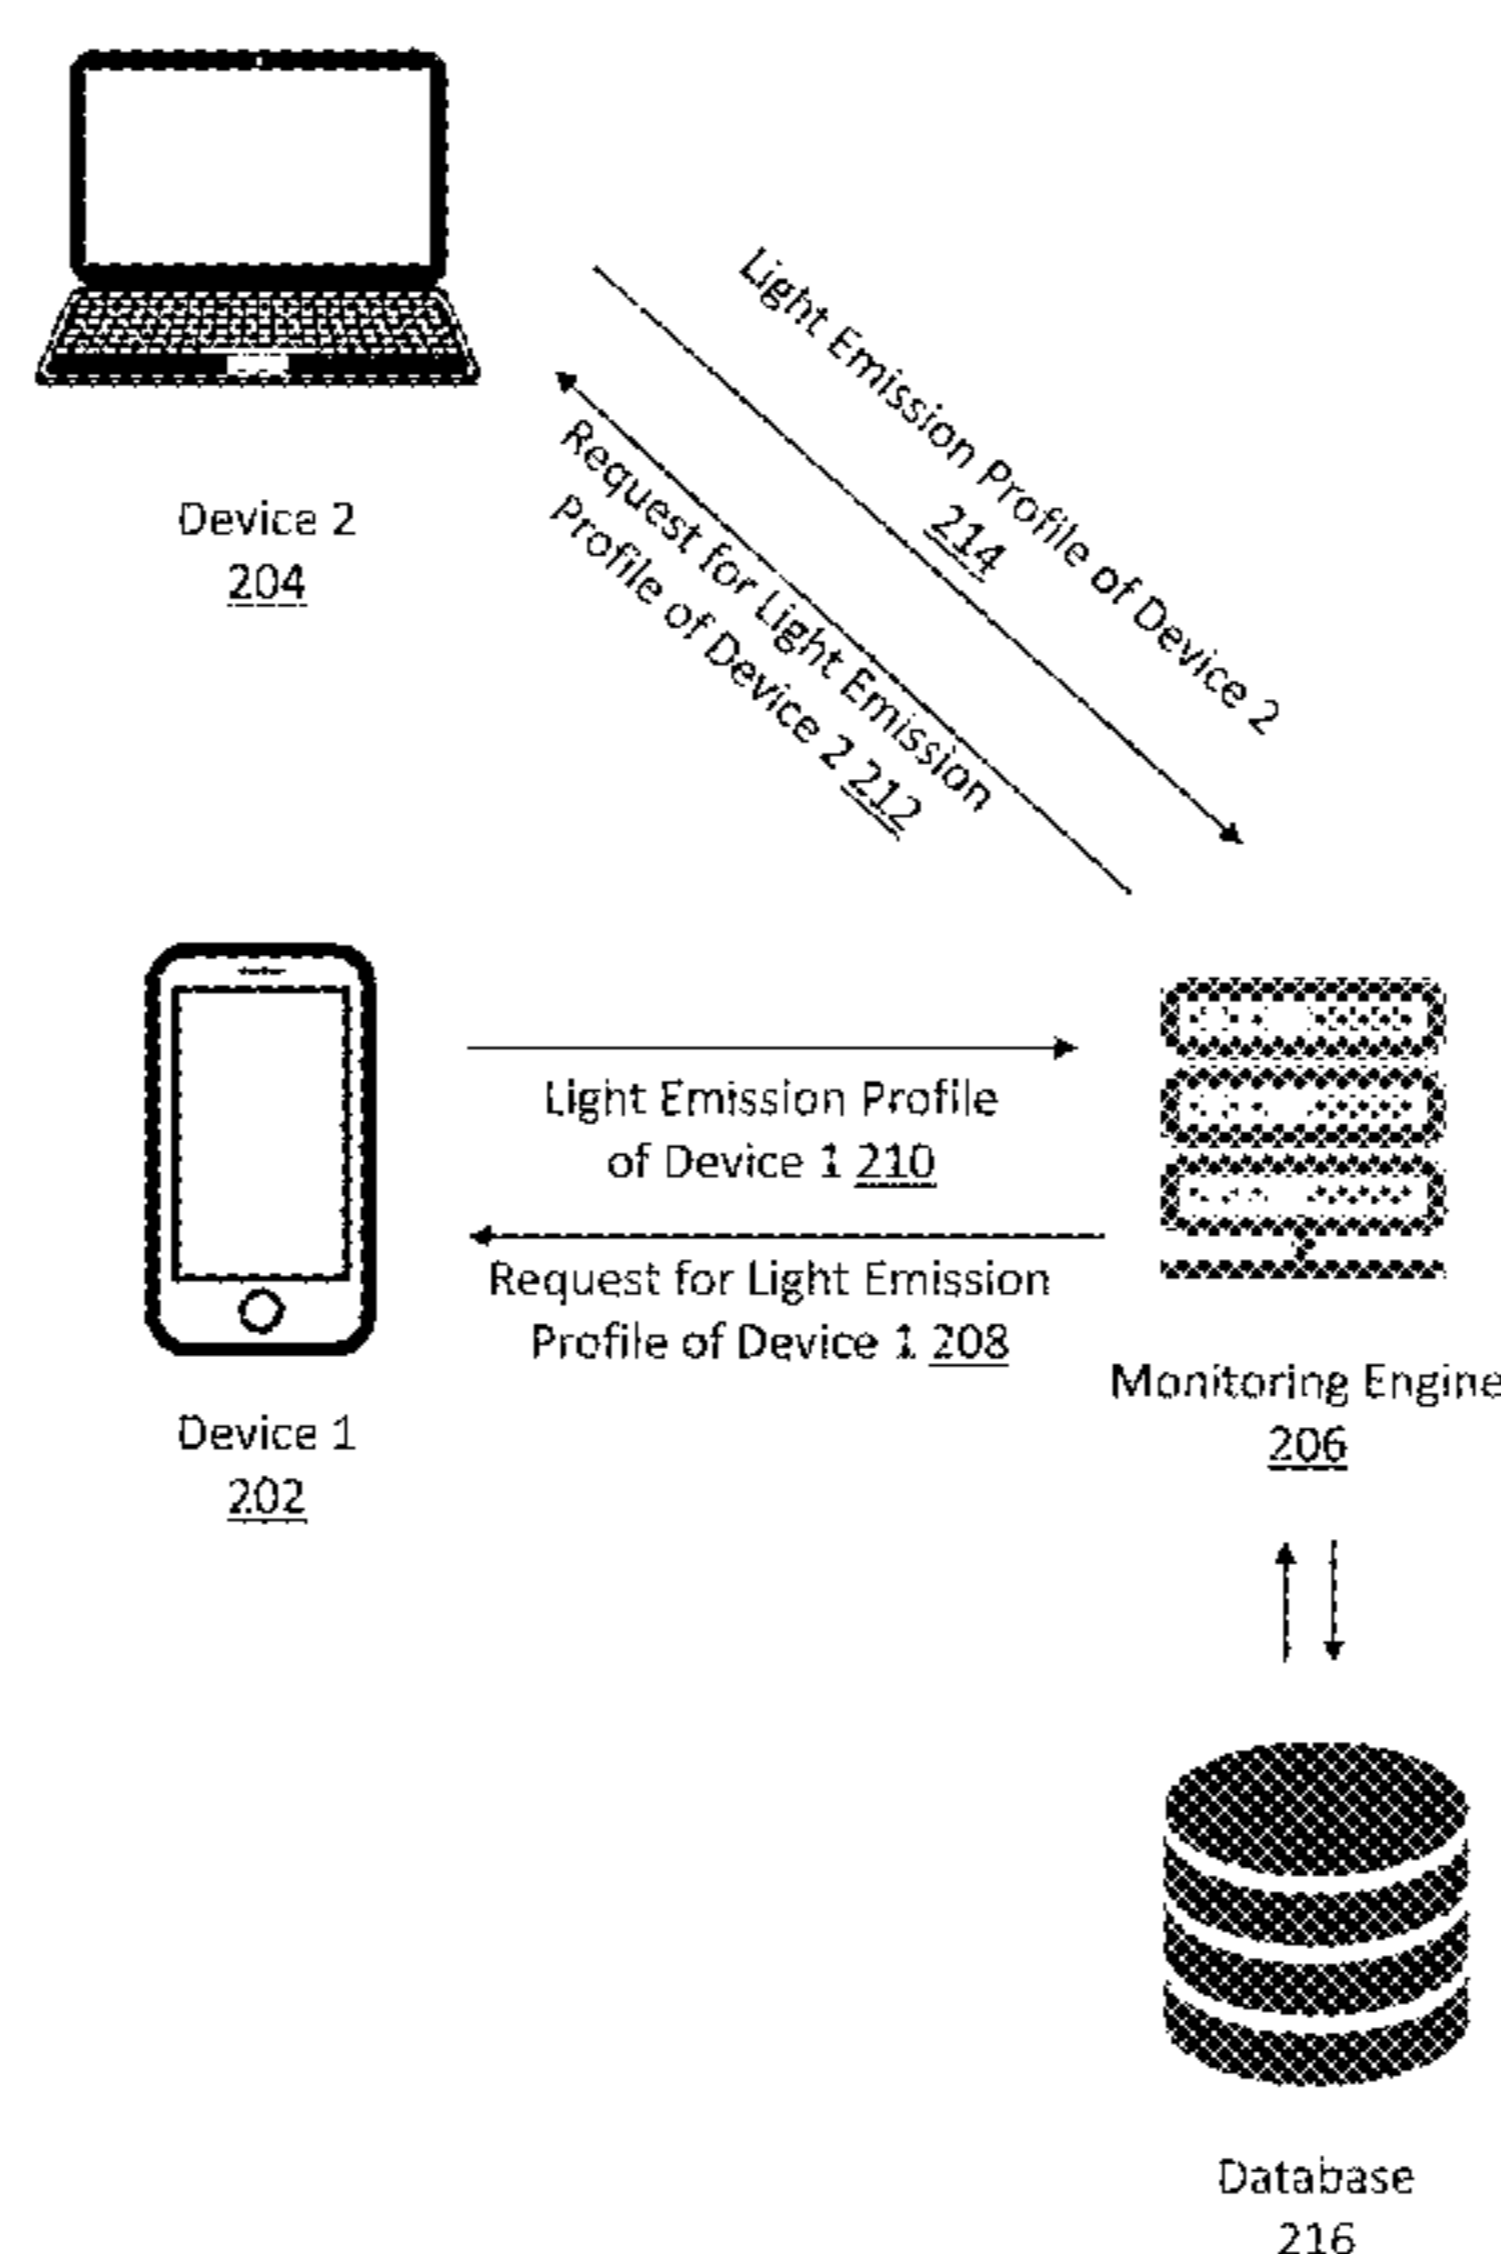 Light Emission Profile of Device 2
214
Request for Light Emission
Profile of Device 2 212
Device 2
204
Light Emission Profile
of Device 1 210
Request for Light Emission
Profile of Device 1 208
Device 1
202
Monitoring Engine
206
Database
216